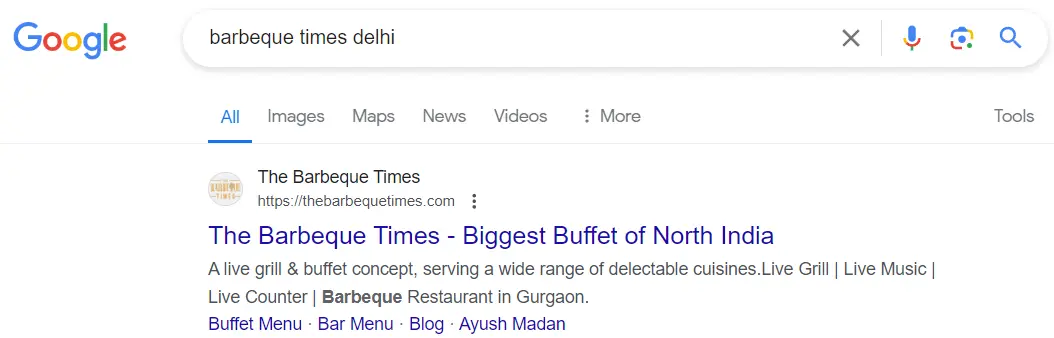 Google
barbeque times delhi
All Images Maps News Videos More Tools
The Barbeque Times
BARBEQUE
TIMES
https://thebarbequetimes.com
The Barbeque Times - Biggest Buffet of North India
A live grill & buffet concept, serving a wide range of delectable cuisines.Live Grill | Live Music |
Live Counter | Barbeque Restaurant in Gurgaon.
Buffet Menu · Bar Menu · Blog · Ayush Madan